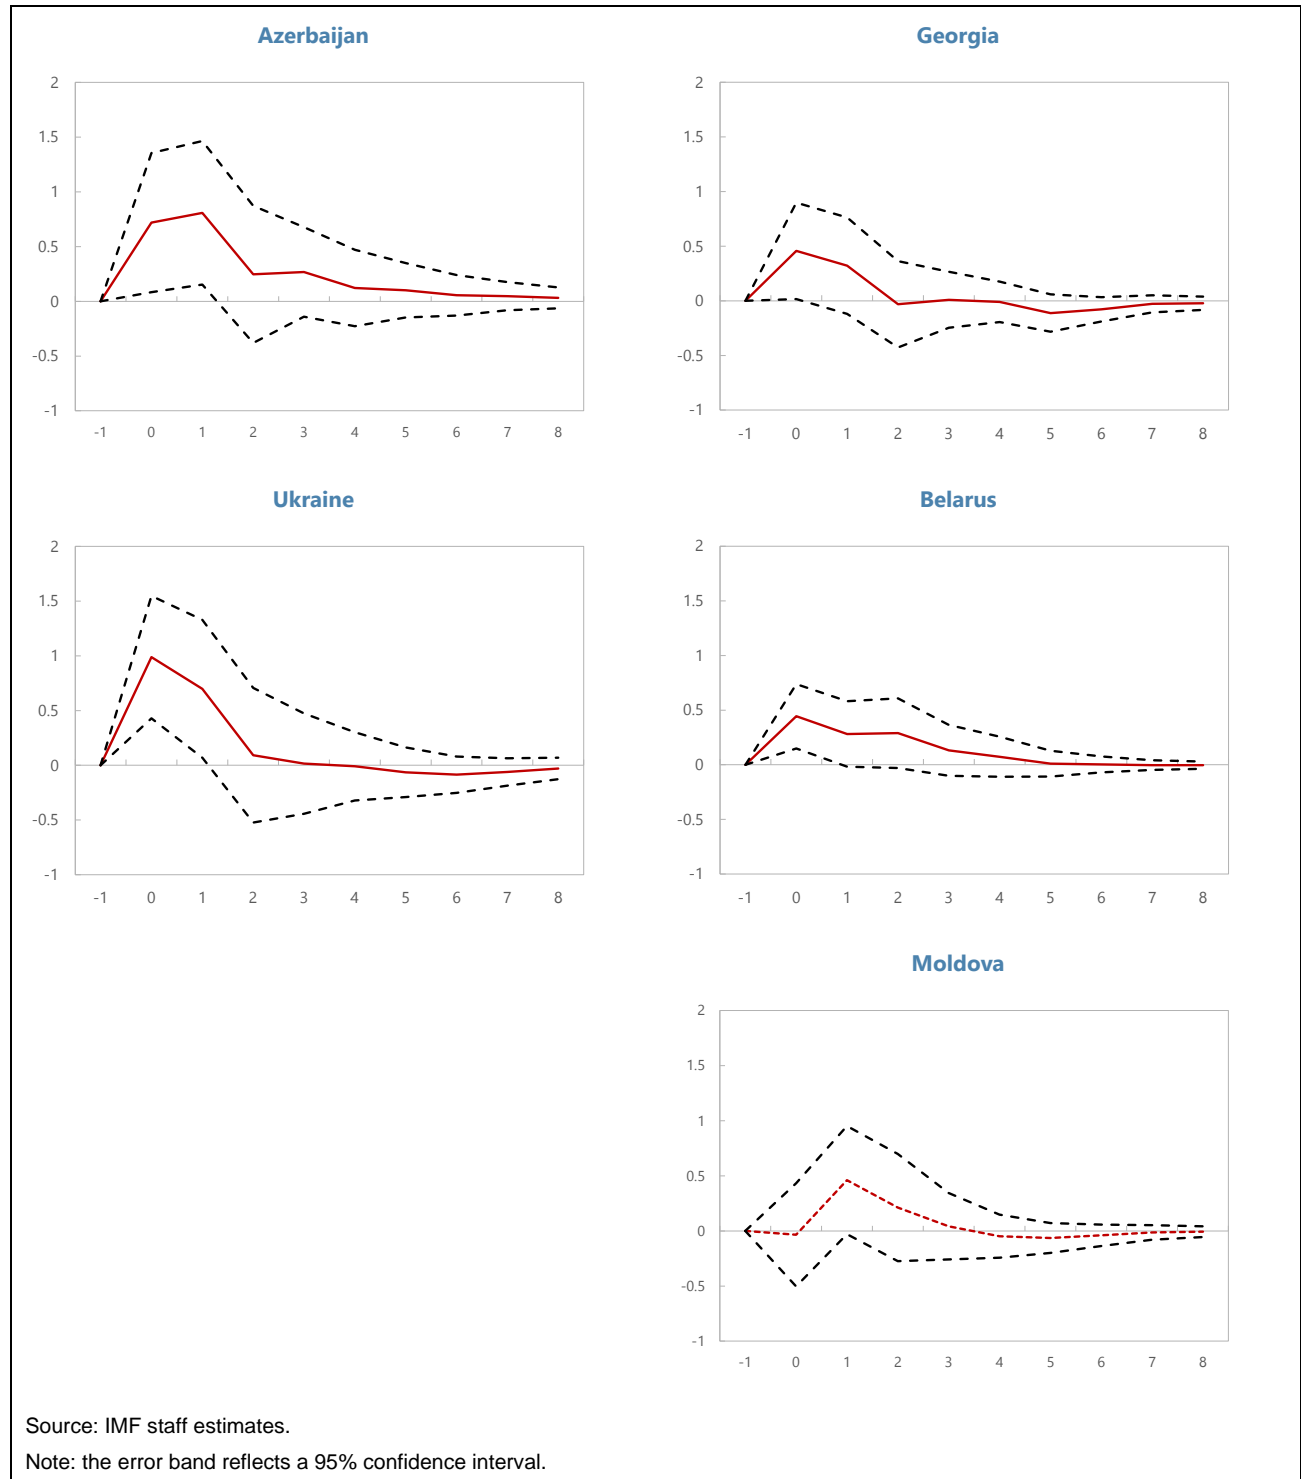 Azerbaijan
2
1.5
1
0.5
0
-0.5
-1
-1 0 1 2 3 4 5 6 7 8
Georgia
2
1.5
1
0.5
0
-0.5
-1
-1 0 1 2 3 4 5 6 7 8
Ukraine
2
1.5
1
0.5
0
-0.5
-1
-1 0 1 2 3 4 5 6 7 8
Belarus
2
1.5
1
0.5
0
-0.5
-1
-1 0 1 2 3 4 5 6 7 8
Moldova
2
1.5
1
0.5
0
-0.5
-1
-1 0 1 2 3 4 5 6 7 8
Source: IMF staff estimates.
Note: the error band reflects a 95% confidence interval.